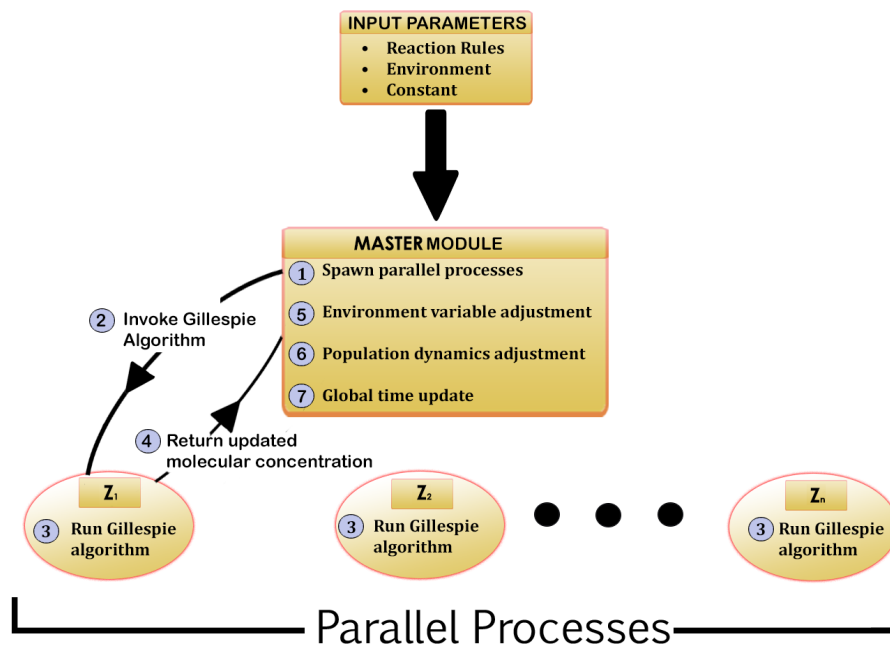 INPUT PARAMETERS
• Reaction Rules
• Environment
• Constant
MASTER MODULE
1 Spawn parallel processes
5 Environment variable adjustment
6 Population dynamics adjustment
7 Global time update
2 Invoke Gillespie
Algorithm
4 Return updated
molecular concentration
Z₁
3 Run Gillespie
algorithm
Z₂
3 Run Gillespie
algorithm
Zₙ
3 Run Gillespie
algorithm
Parallel Processes